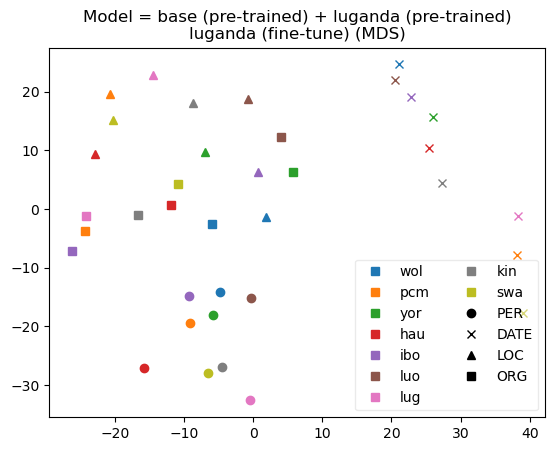 Model = base (pre-trained) + luganda (pre-trained)
luganda (fine-tune) (MDS)
20
10
0
−10
−20
−30
−20
−10
0
10
20
30
40
wol
pcm
yor
hau
ibo
luo
lug
kin
swa
PER
DATE
LOC
ORG